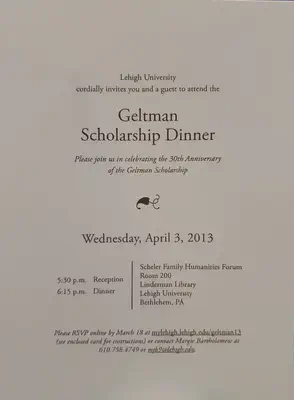 Lehigh University
cordially invites you and a guest to attend the
Geltman
Scholarship Dinner
Please join us in celebrating the 30th Anniversary
of the Geltman Scholarship
Wednesday, April 3, 2013
5:30 p.m. Reception
6:15 p.m. Dinner
Scheler Family Humanities Forum
Room 200
Linderman Library
Lehigh University
Bethlehem, PA
Please RSVP online by March 18 at mylehigh.lehigh.edu/geltman13
(see enclosed card for instructions) or contact Margie Bartholomew at
610.758.4749 or mjk9@lehigh.edu.